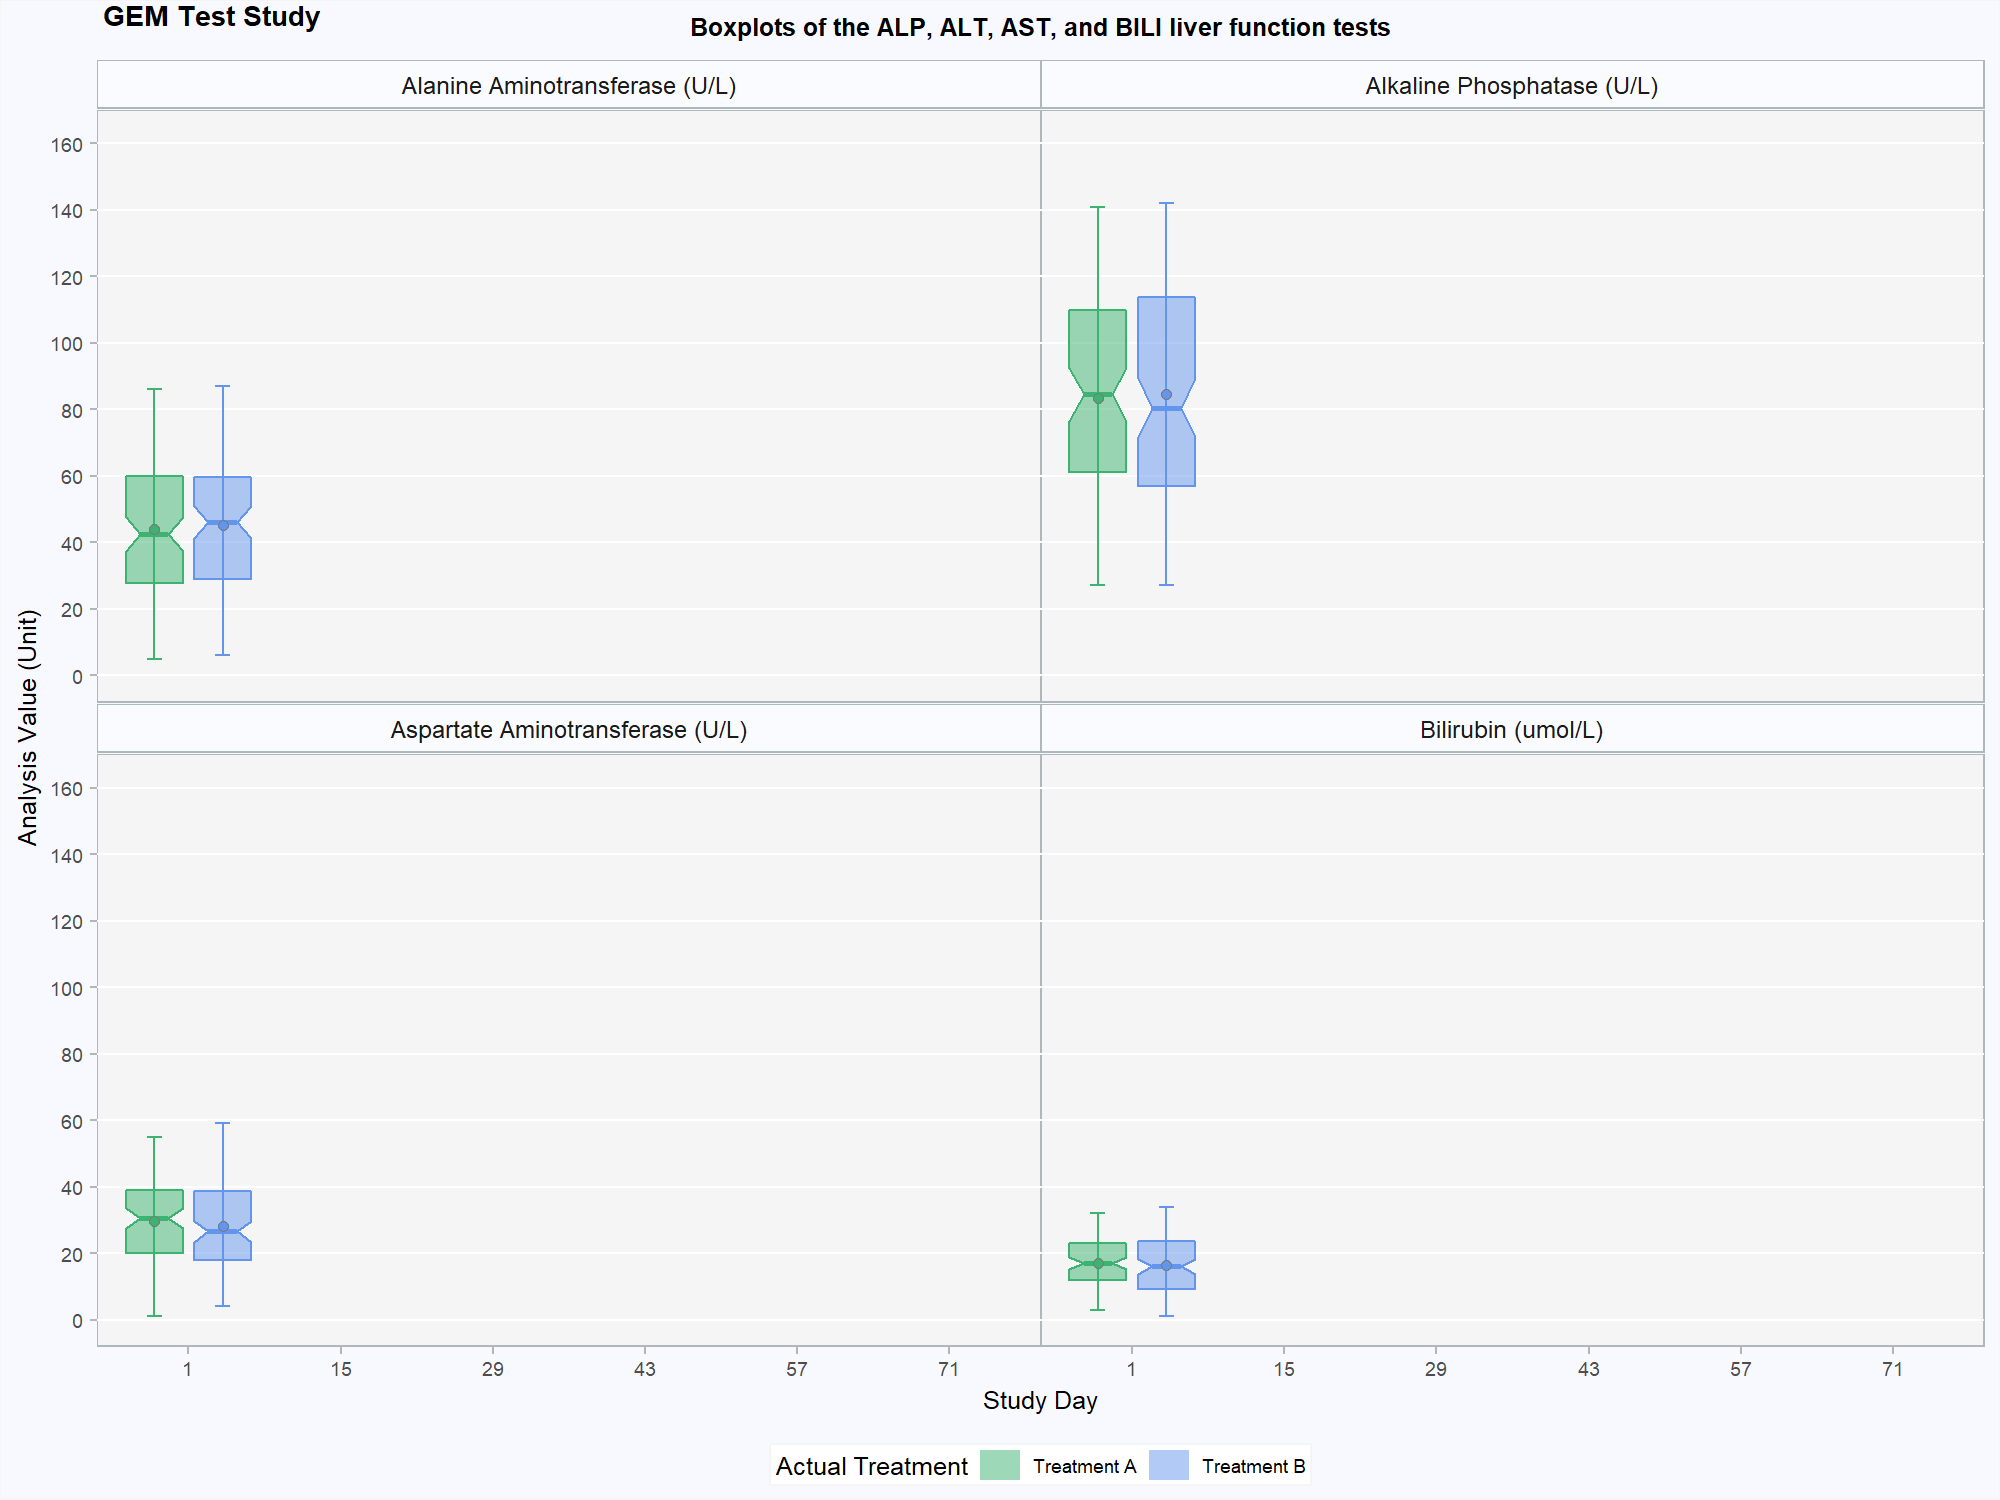 GEM Test Study
Boxplots of the ALP, ALT, AST, and BILI liver function tests
Alanine Aminotransferase (U/L)
Alkaline Phosphatase (U/L)
160
140
120
100
80
60
40
20
0
Analysis Value (Unit)
Aspartate Aminotransferase (U/L)
Bilirubin (umol/L)
160
140
120
100
80
60
40
20
0
1 15 29 43 57 71
1 15 29 43 57 71
Study Day
Actual Treatment Treatment A Treatment B